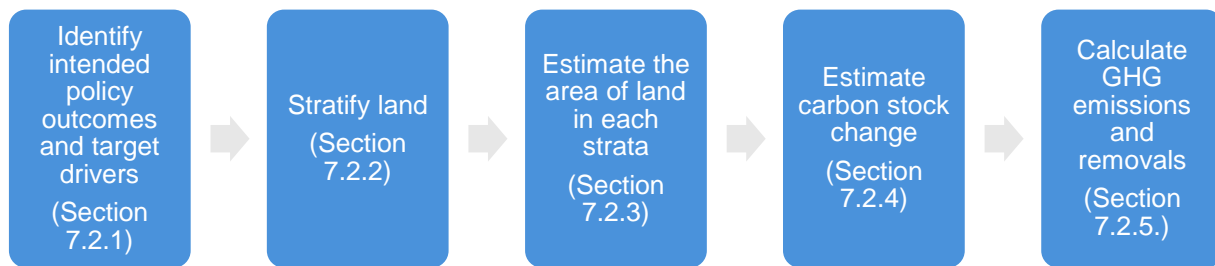 Identify
intended
policy
outcomes
and target
drivers
(Section
7.2.1)
Stratify land
(Section
7.2.2)
Estimate the
area of land
in each
strata
(Section
7.2.3)
Estimate
carbon stock
change
(Section
7.2.4)
Calculate
GHG
emissions
and
removals
(Section
7.2.5.)